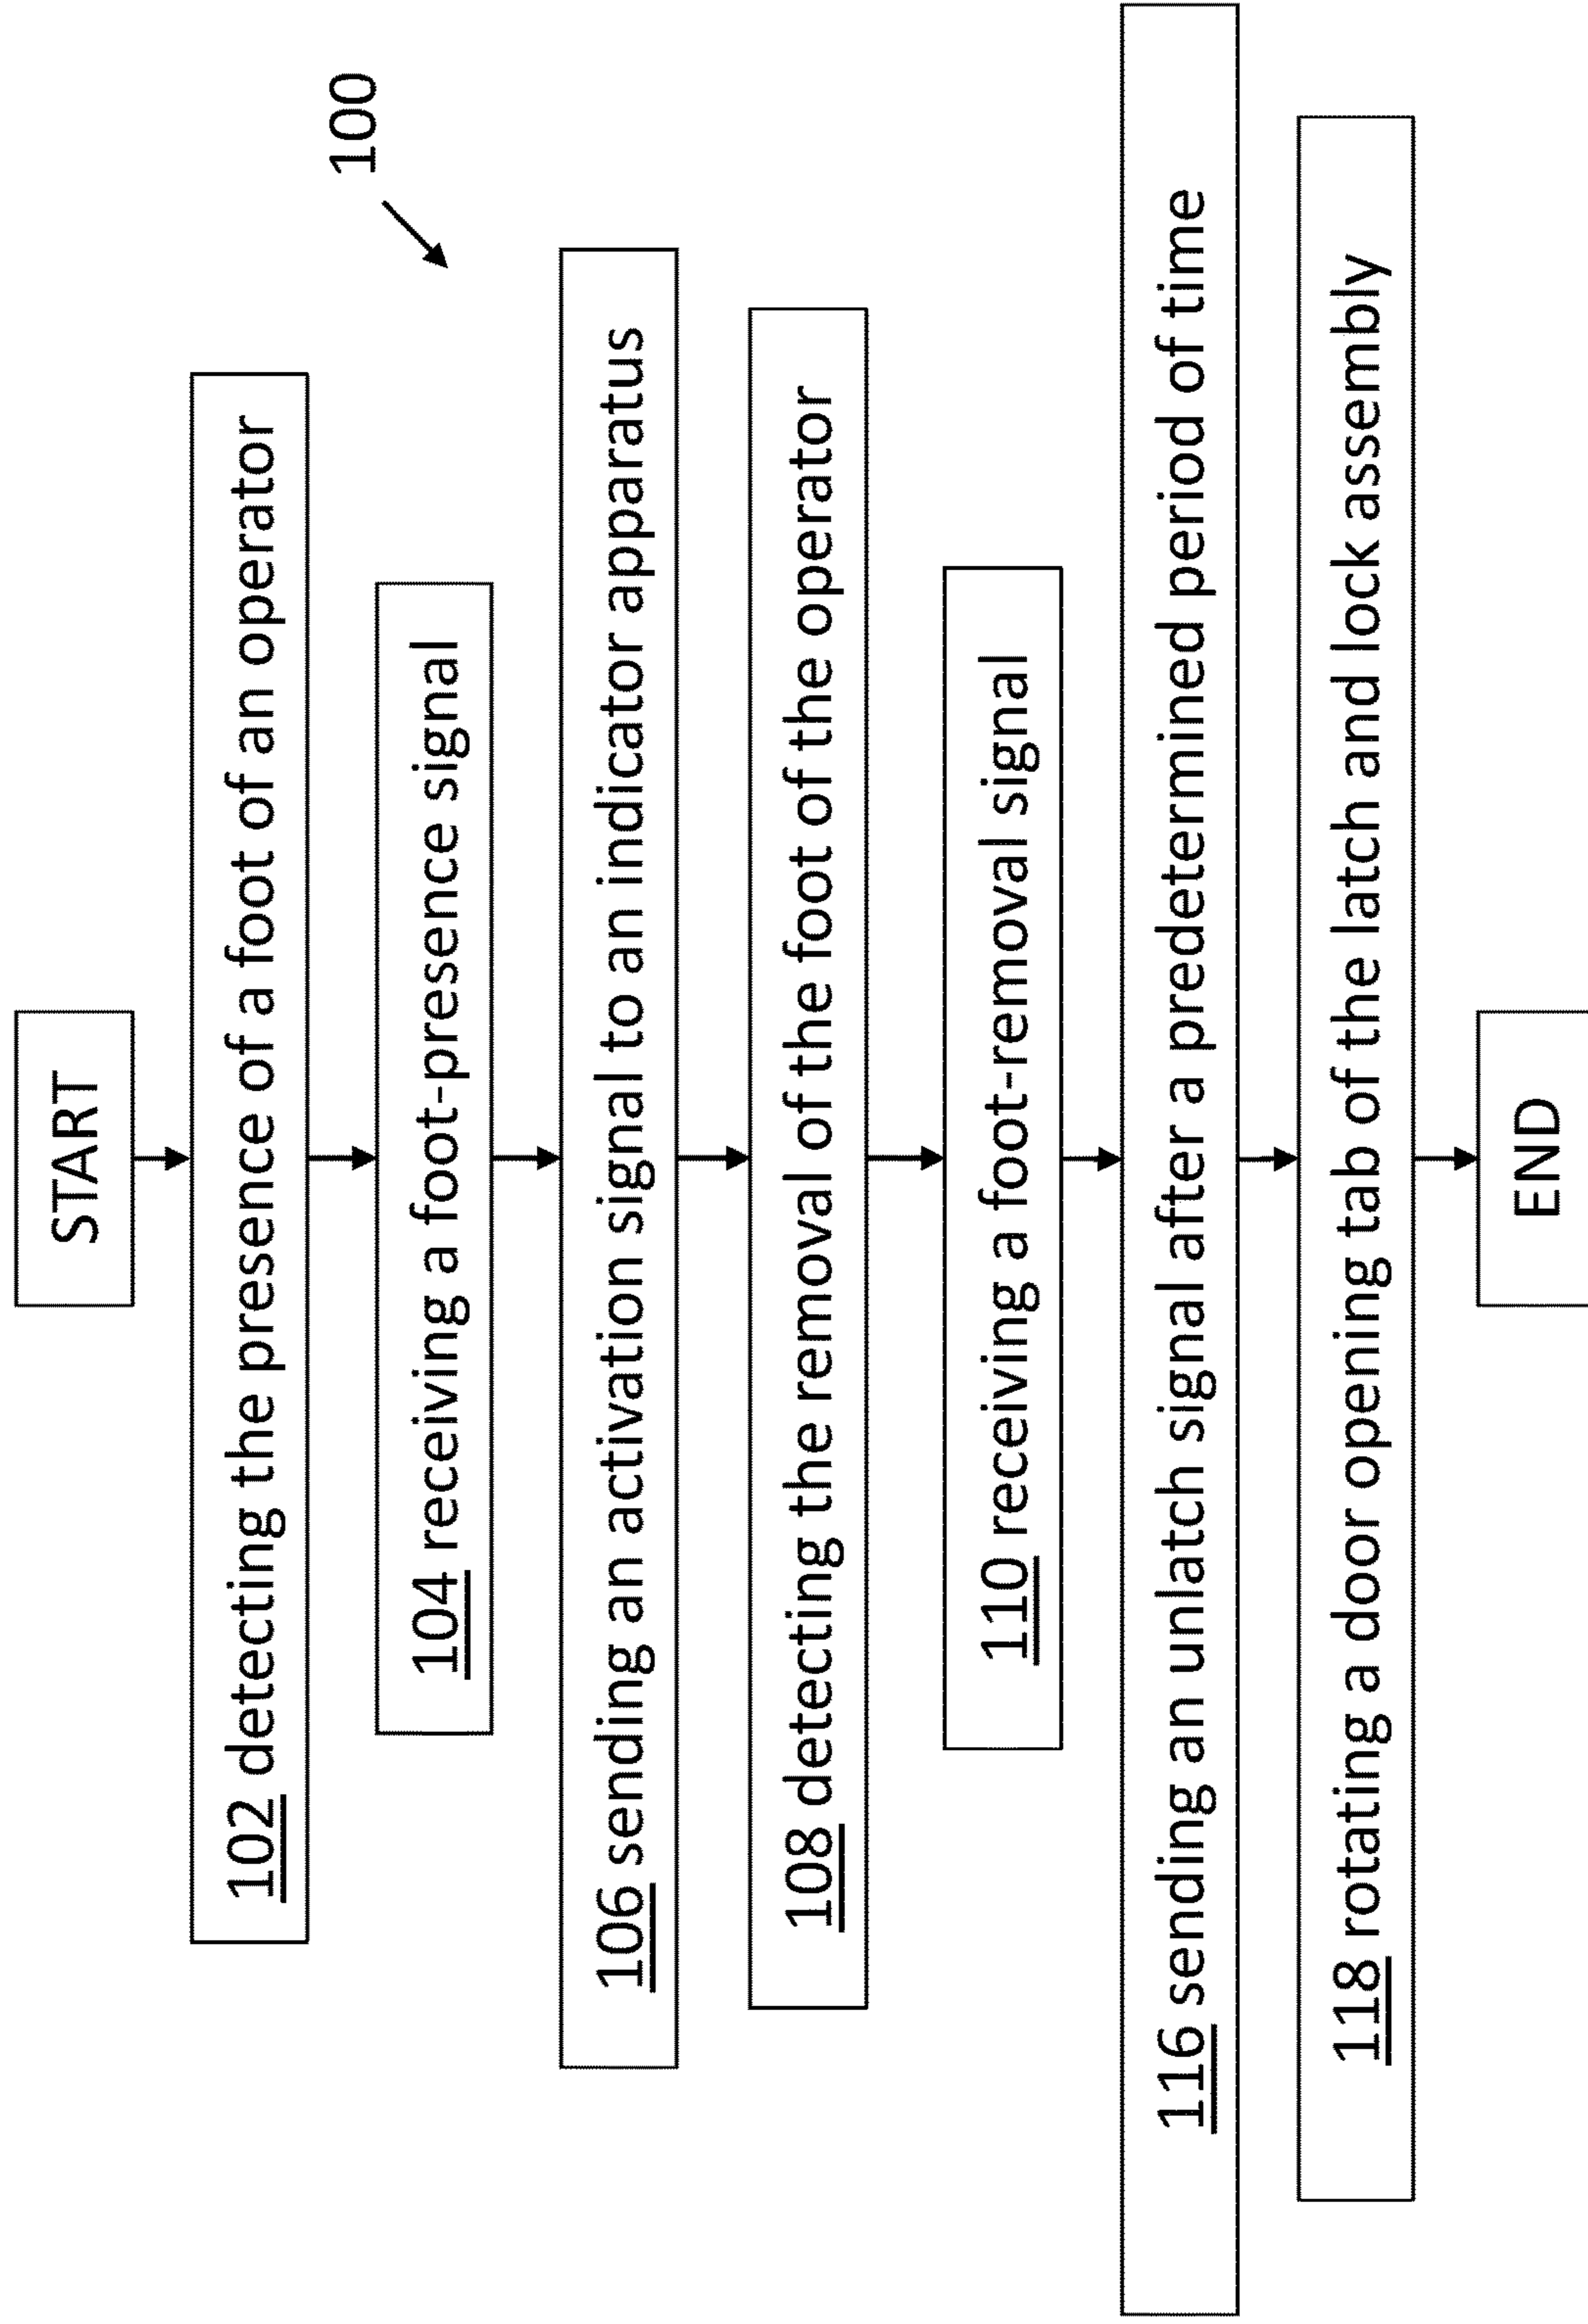 START
100
102 detecting the presence of a foot of an operator
104 receiving a foot-presence signal
106 sending an activation signal to an indicator apparatus
108 detecting the removal of the foot of the operator
110 receiving a foot-removal signal
116 sending an unlatch signal after a predetermined period of time
118 rotating a door opening tab of the latch and lock assembly
END